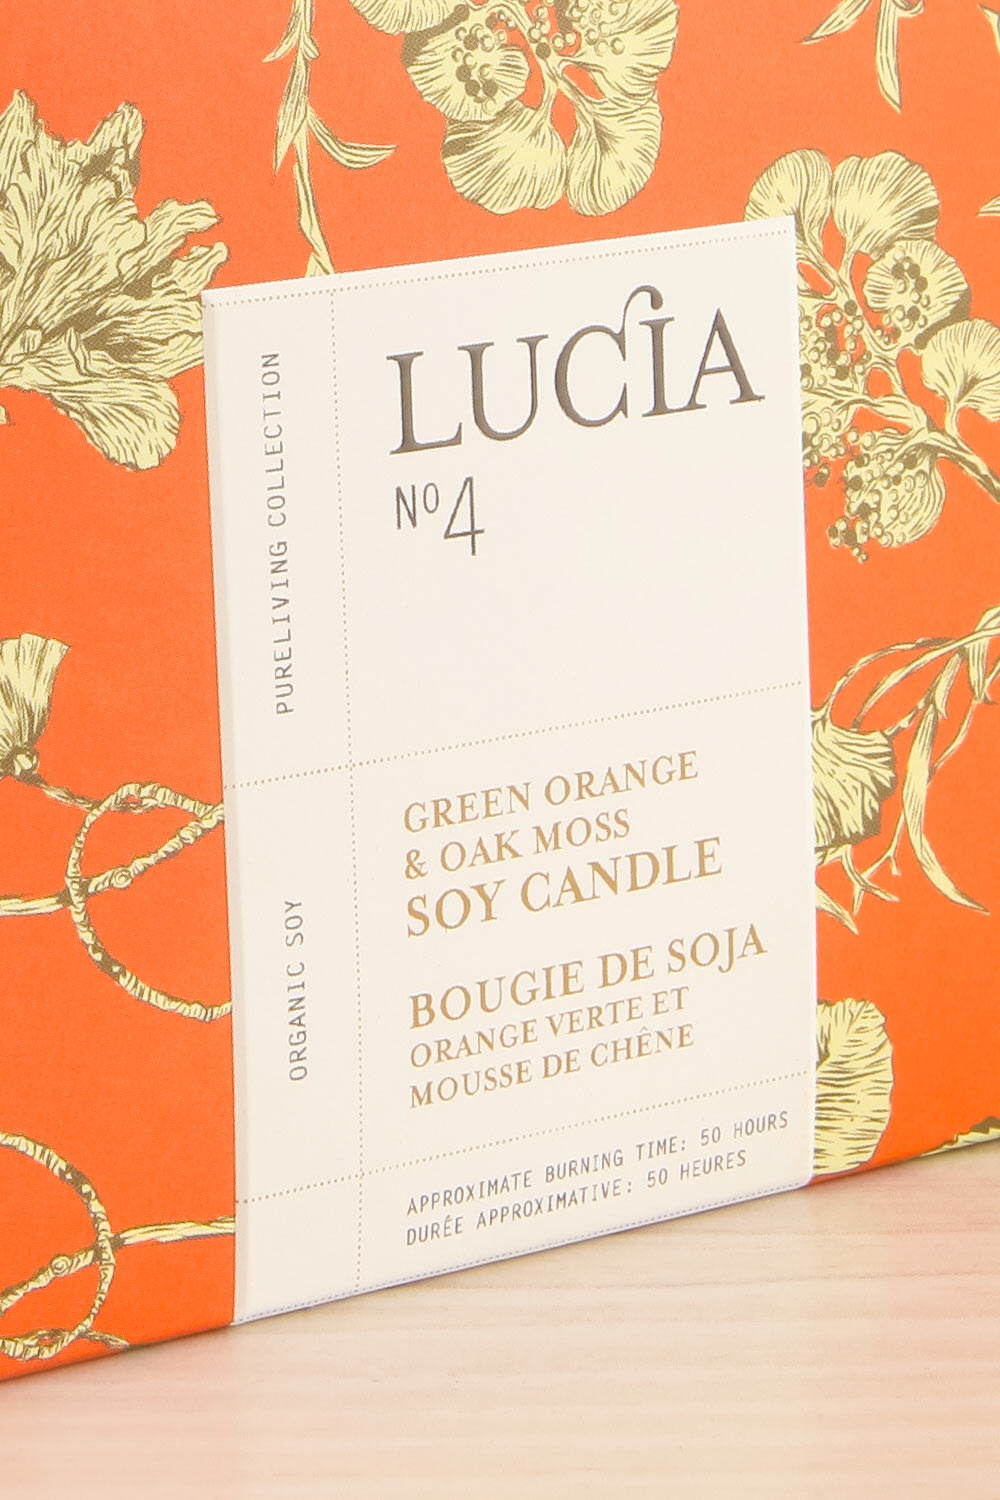 LUCIA
Nº4
PURELIVING COLLECTION
GREEN ORANGE
& OAK MOSS
SOY CANDLE
BOUGIE DE SOJA
ORANGE VERTE ET
MOUSSE DE CHÊNE
ORGANIC SOY
APPROXIMATE BURNING TIME: 50 HOURS
DURÉE APPROXIMATIVE: 50 HEURES